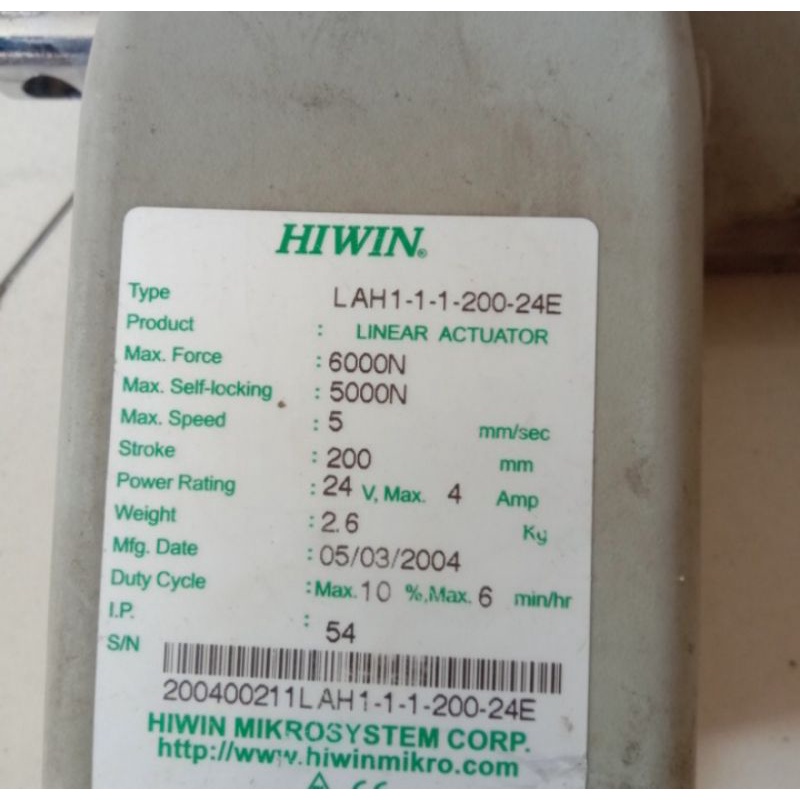 HIWIN®
Type LAH1-1-1-200-24E
Product : LINEAR ACTUATOR
Max. Force : 6000N
Max. Self-locking : 5000N
Max. Speed : 5 mm/sec
Stroke : 200 mm
Power Rating : 24 V, Max. 4 Amp
Weight : 2.6 Kg
Mfg. Date : 05/03/2004
Duty Cycle : Max. 10 %, Max. 6 min/hr
I.P. : 54
S/N
200400211LAH1-1-1-200-24E
HIWIN MIKROSYSTEM CORP.
http://www.hiwinmikro.com
CE